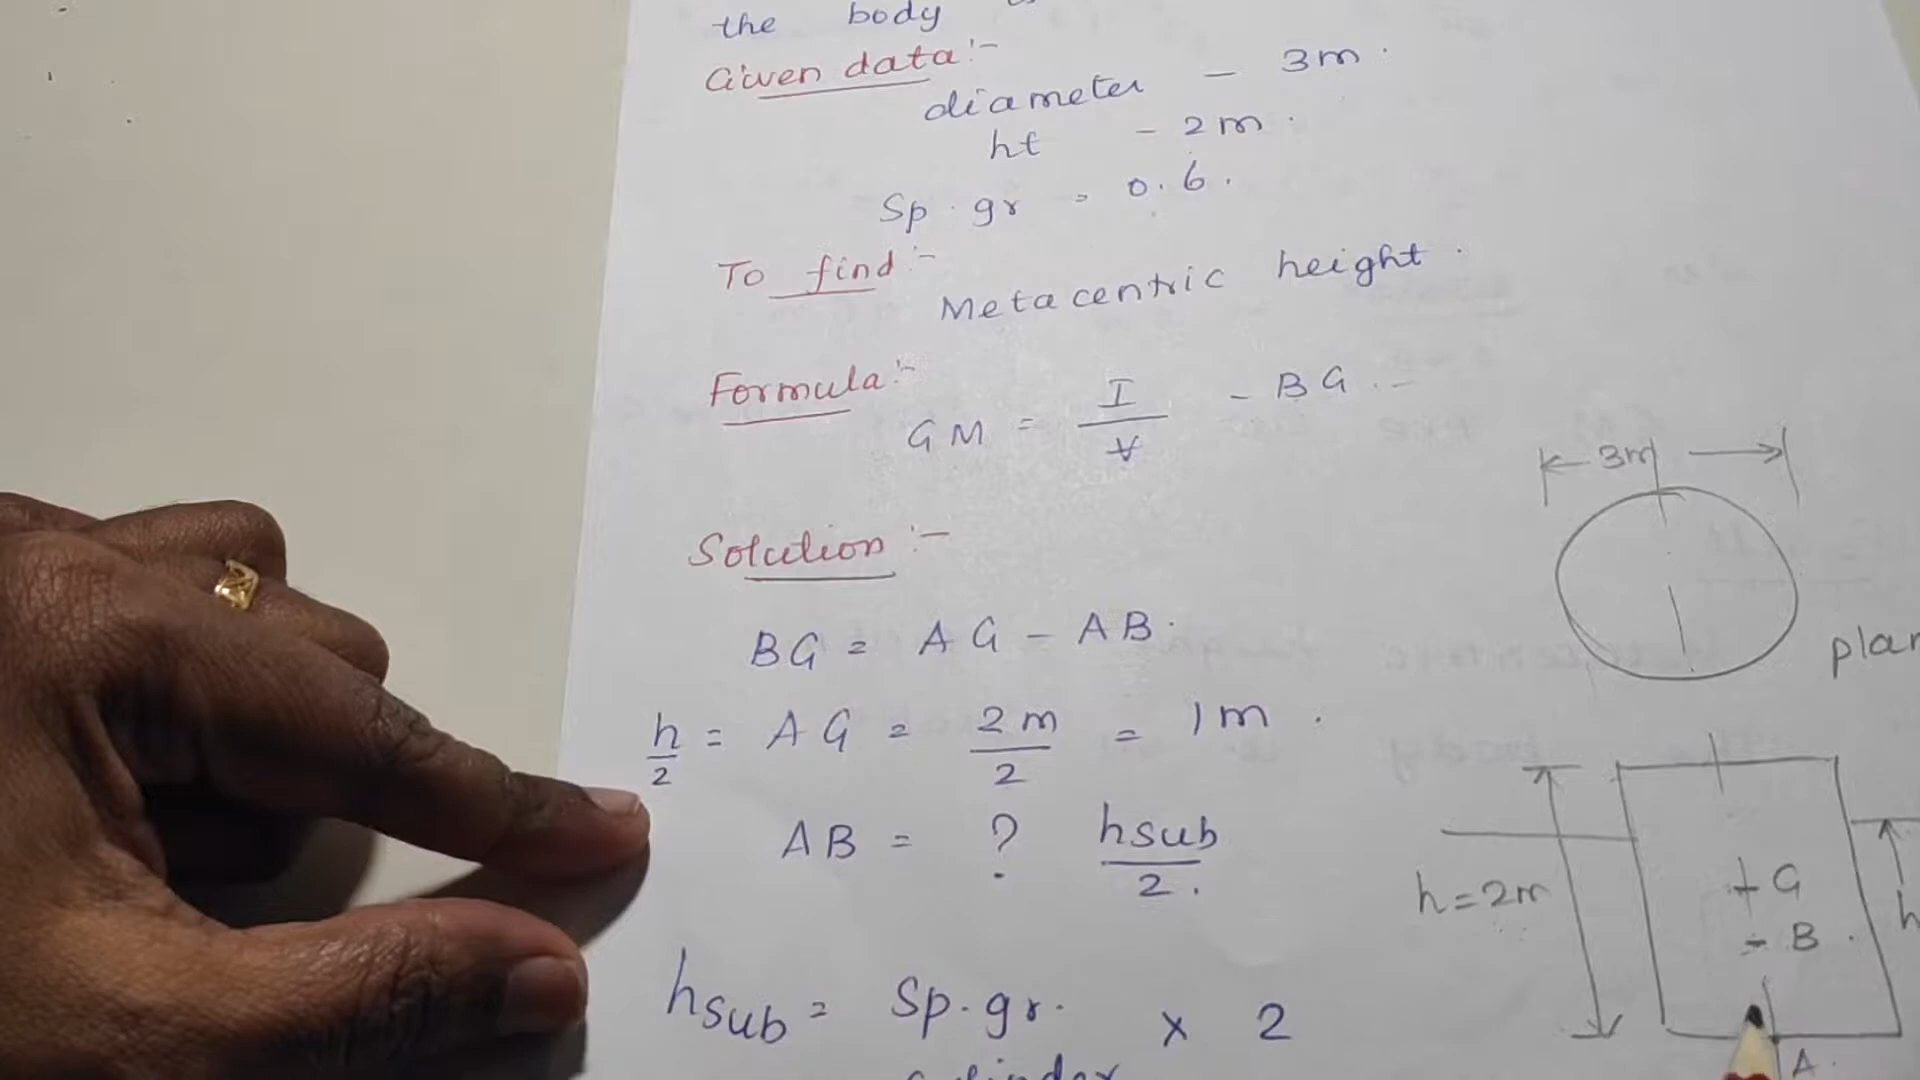 the body
Given data :-
diameter - 3m.
ht - 2m.
Sp. gr = 0.6.
To find :-
Metacentric height.
Formula :-
GM = I/V - BG.
Solution :-
BG = AG - AB.
h/2 = AG = 2m/2 = 1m.
AB = ? hsub/2.
hsub = Sp.gr. x 2
cylinder
3m
plan
h=2m
G
B
h
A